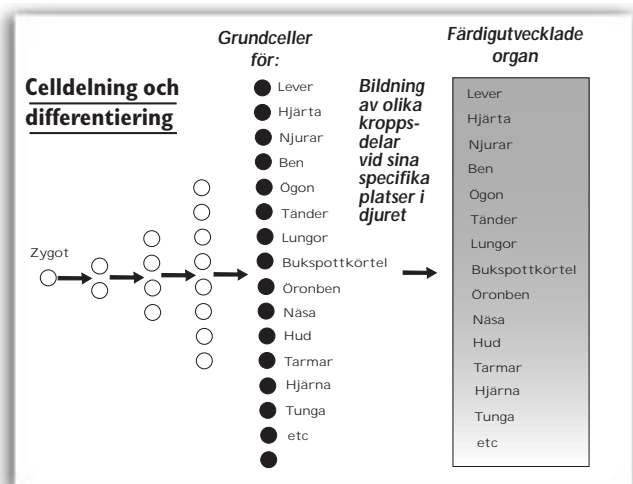 Celldelning och
differentiering
Zygot
Grundceller
för:
Lever
Hjärta
Njurar
Ben
Ögon
Tänder
Lungor
Bukspottkörtel
Öronben
Näsa
Hud
Tarmar
Hjärna
Tunga
etc
Bildning
av olika
kropps-
delar
vid sina
specifika
platser i
djuret
Färdigutvecklade
organ
Lever
Hjärta
Njurar
Ben
Ögon
Tänder
Lungor
Bukspottkörtel
Öronben
Näsa
Hud
Tarmar
Hjärna
Tunga
etc